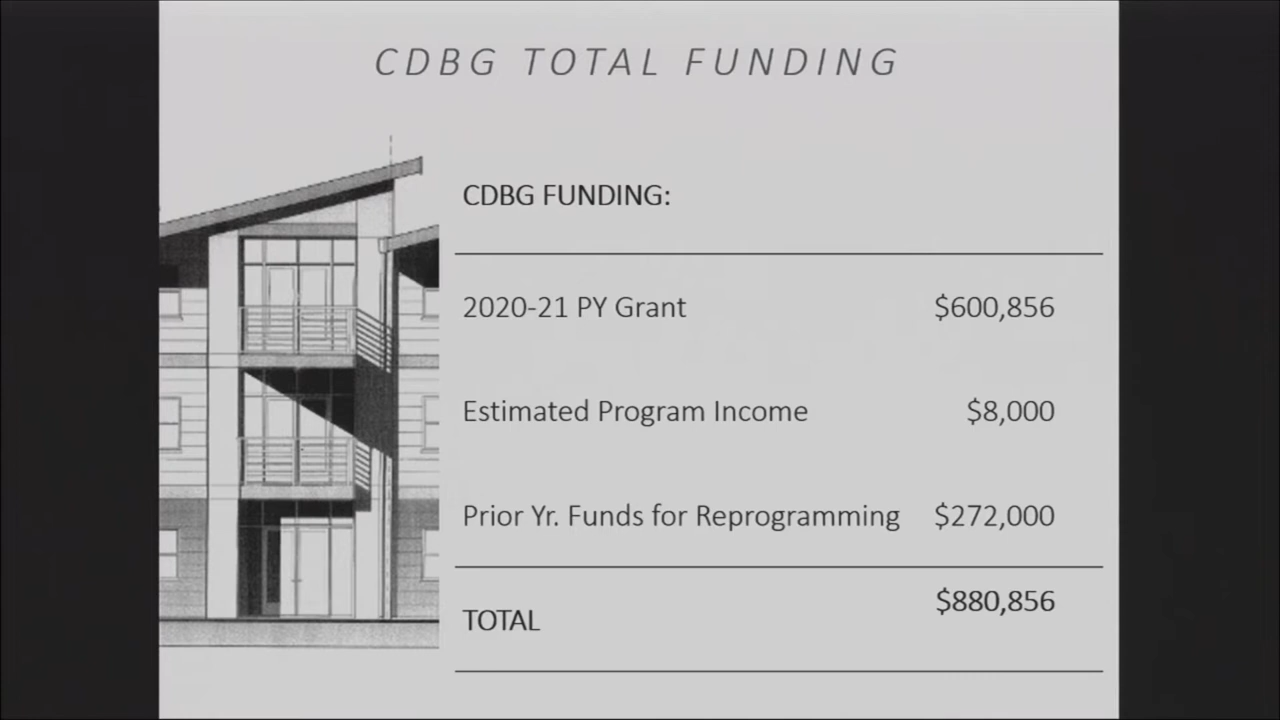 CDBG TOTAL FUNDING
CDBG FUNDING:
2020-21 PY Grant $600,856
Estimated Program Income $8,000
Prior Yr. Funds for Reprogramming $272,000
TOTAL $880,856